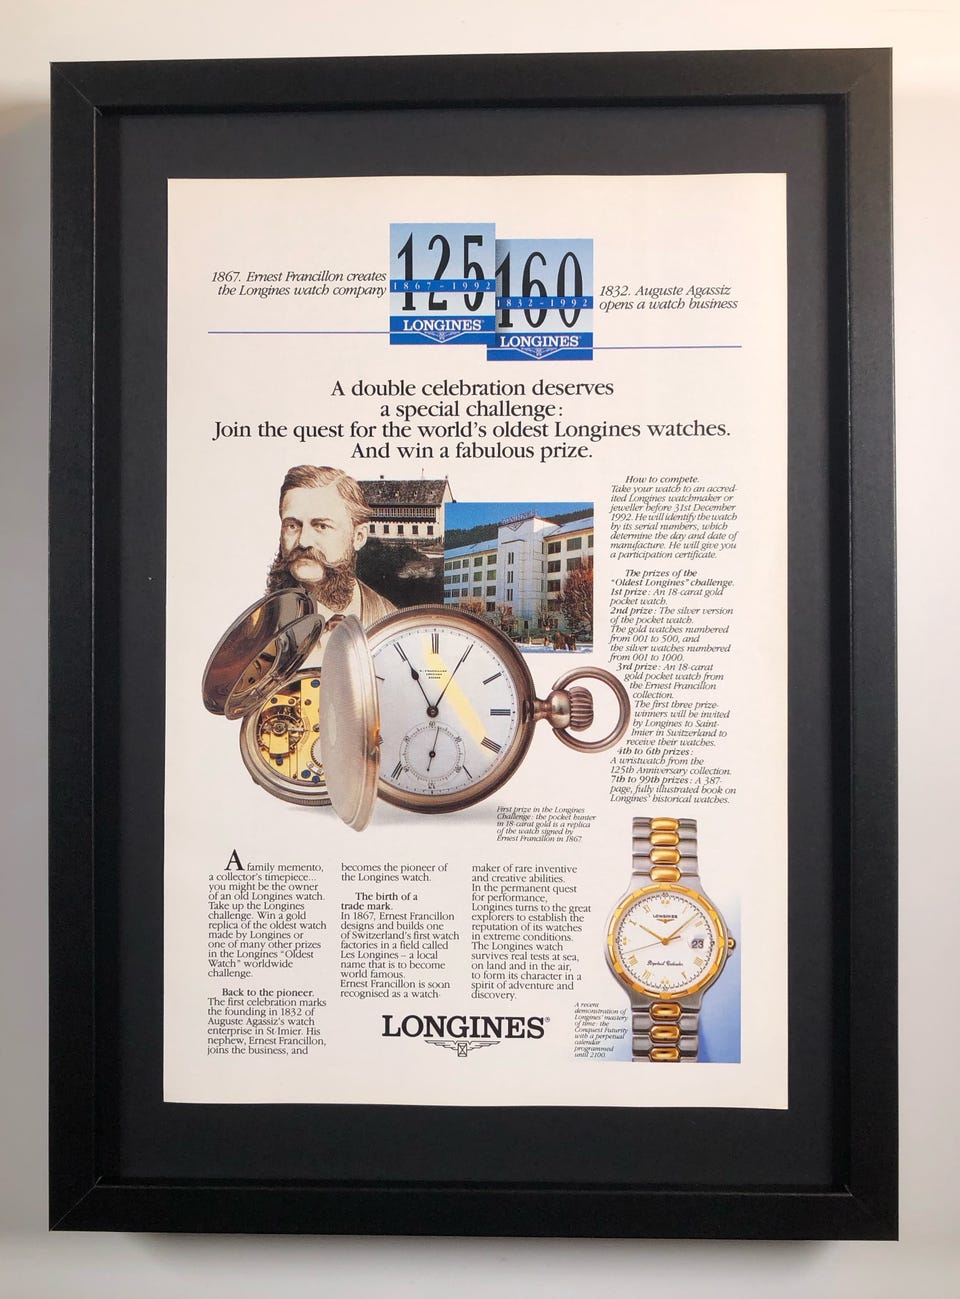 1867. Ernest Francillon creates
the Longines watch company
125
1867-1992
LONGINES
160
1832-1992
LONGINES
1832. Auguste Agassiz
opens a watch business
A double celebration deserves
a special challenge:
Join the quest for the world's oldest Longines watches.
And win a fabulous prize.
How to compete.
Take your watch to an accred-
ited Longines watchmaker or
jeweller before 31st December
1992. He will identify the watch
by its serial numbers, which
determine the day and date of
manufacture. He will give you
a participation certificate.
The prizes of the
"Oldest Longines" challenge.
1st prize: An 18-carat gold
pocket watch.
2nd prize: The silver version
of the pocket watch.
The gold watches numbered
from 001 to 500, and
the silver watches numbered
from 001 to 1000.
3rd prize: An 18-carat
gold pocket watch from
the Ernest Francillon
collection.
The first three prize-
winners will be invited
by Longines to Saint-
Imier in Switzerland to
receive their watches.
4th to 6th prizes:
A wristwatch from the
125th Anniversary collection.
7th to 99th prizes: A 387-
page, fully illustrated book on
Longines' historical watches.
First prize in the Longines
Challenge: the pocket hunter
in 18-carat gold is a replica
of the watch signed by
Ernest Francillon in 1867.
A family memento,
a collector's timepiece...
you might be the owner
of an old Longines watch.
Take up the Longines
challenge. Win a gold
replica of the oldest watch
made by Longines or
one of many other prizes
in the Longines "Oldest
Watch" worldwide
challenge.
Back to the pioneer.
The first celebration marks
the founding in 1832 of
Auguste Agassiz's watch
enterprise in St-Imier. His
nephew, Ernest Francillon,
joins the business, and
becomes the pioneer of
the Longines watch.
The birth of a
trade mark.
In 1867, Ernest Francillon
designs and builds one
of Switzerland's first watch
factories in a field called
Les Longines – a local
name that is to become
world famous.
Ernest Francillon is soon
recognised as a watch-
maker of rare inventive
and creative abilities.
In the permanent quest
for performance,
Longines turns to the great
explorers to establish the
reputation of its watches
in extreme conditions.
The Longines watch
survives real tests at sea,
on land and in the air,
to form its character in a
spirit of adventure and
discovery.
LONGINES®
A recent
demonstration of
Longines' mastery
of time: the
Conquest Futurity
with a perpetual
calendar
programmed
until 2100.
LONGINES
23
Perpetual Calendar